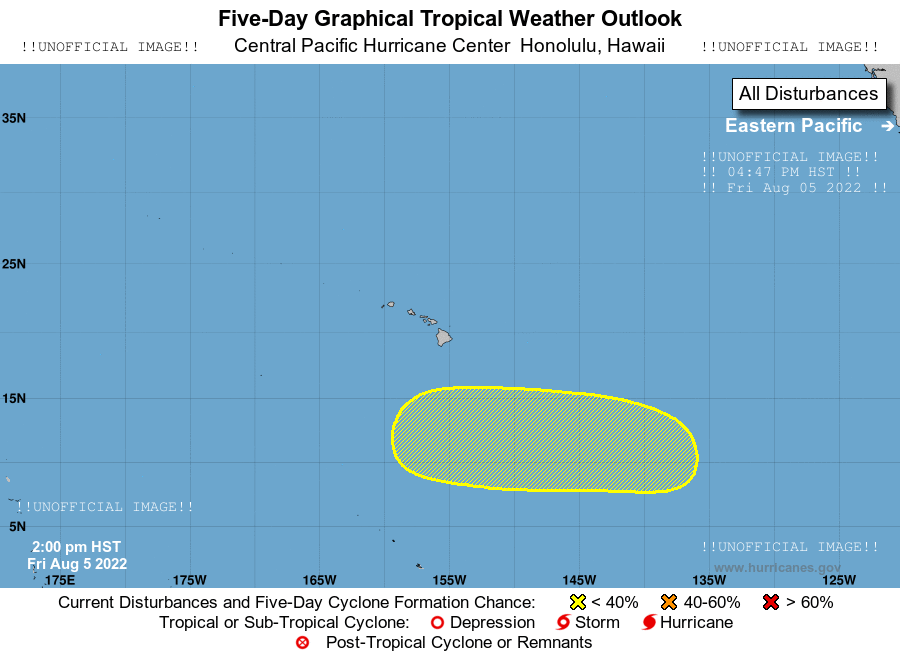 Five-Day Graphical Tropical Weather Outlook
!!UNOFFICIAL IMAGE!! Central Pacific Hurricane Center Honolulu, Hawaii !!UNOFFICIAL IMAGE!!
All Disturbances
35N
Eastern Pacific
!!UNOFFICIAL IMAGE!!
!! 04:47 PM HST !!
!! Fri Aug 05 2022 !!
25N
15N
!!UNOFFICIAL IMAGE!!
5N
2:00 pm HST
Fri Aug 5 2022
!!UNOFFICIAL IMAGE!!
www.hurricanes.gov
175E 175W 165W 155W 145W 135W 125W
Current Disturbances and Five-Day Cyclone Formation Chance: < 40% 40-60% > 60%
Tropical or Sub-Tropical Cyclone: Depression Storm Hurricane
Post-Tropical Cyclone or Remnants